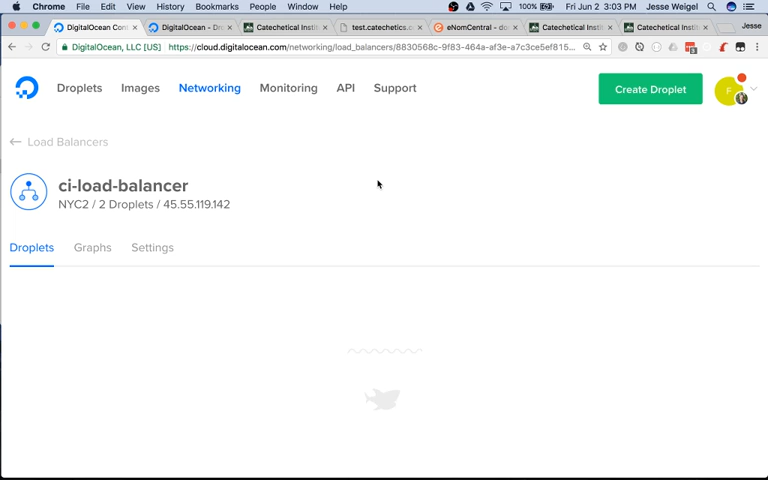 Chrome File Edit View History Bookmarks People Window Help 100% Fri Jun 2 3:03 PM Jesse Weigel
DigitalOcean Con DigitalOcean - Dro Catechetical Insti test.catechetics.c eNomCentral - do Catechetical Insti Catechetical Insti Jesse
DigitalOcean, LLC [US] https://cloud.digitalocean.com/networking/load_balancers/8830568c-9f83-464a-af3e-a7c3ce5ef815...
Droplets Images Networking Monitoring API Support Create Droplet F
← Load Balancers
ci-load-balancer
NYC2 / 2 Droplets / 45.55.119.142
Droplets Graphs Settings